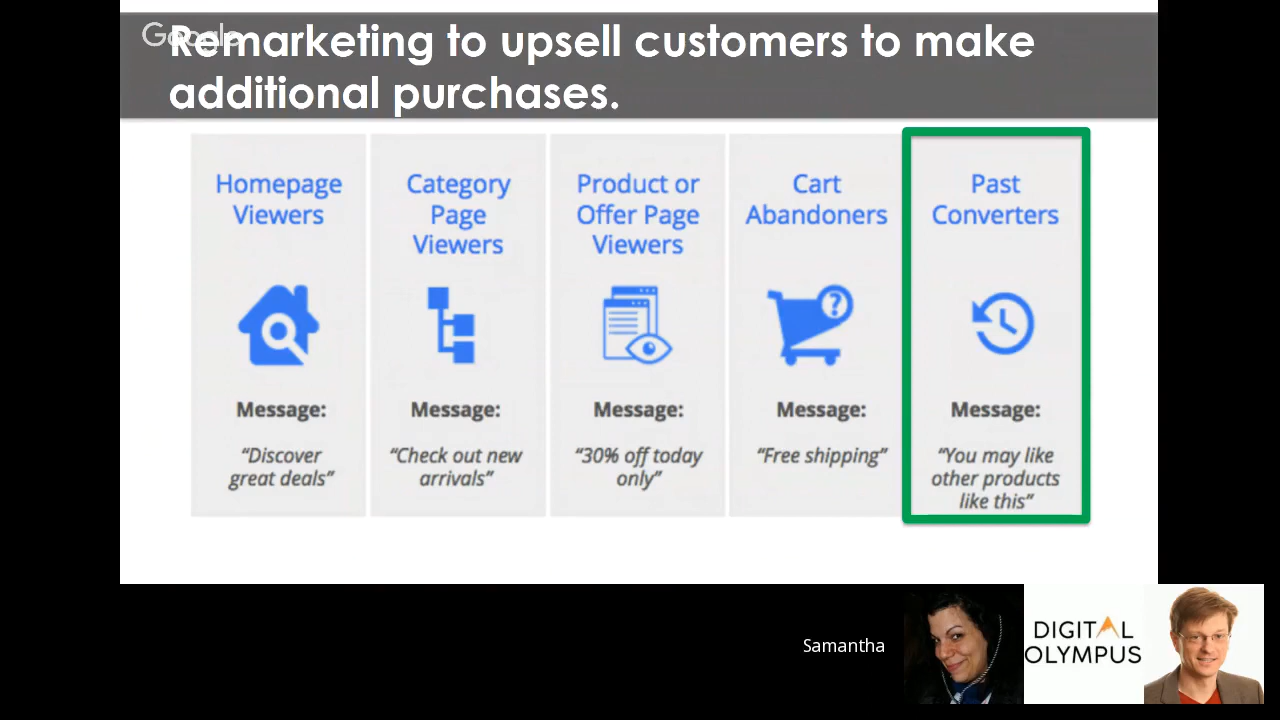 Google
Remarketing to upsell customers to make
additional purchases.
Homepage
Viewers
Message:
“Discover
great deals”
Category
Page
Viewers
Message:
“Check out new
arrivals”
Product or
Offer Page
Viewers
Message:
“30% off today
only”
Cart
Abandoners
?
Message:
“Free shipping”
Past
Converters
Message:
“You may like
other products
like this”
Samantha
DIGITAL
OLYMPUS